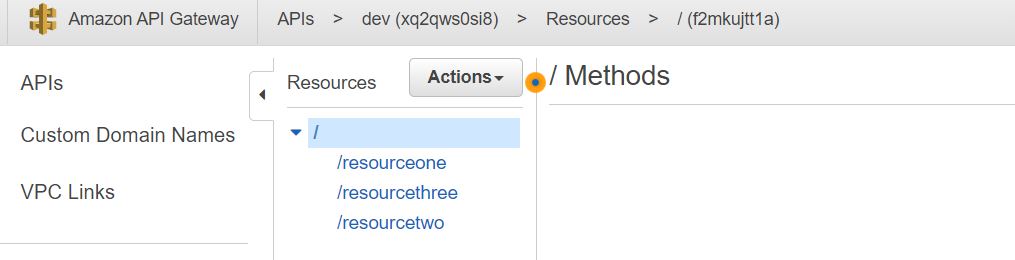 Amazon API Gateway APIs > dev (xq2qws0si8) > Resources > / (f2mkujtt1a)
APIs
Custom Domain Names
VPC Links
Resources Actions
/
/resourceone
/resourcethree
/resourcetwo
/ Methods